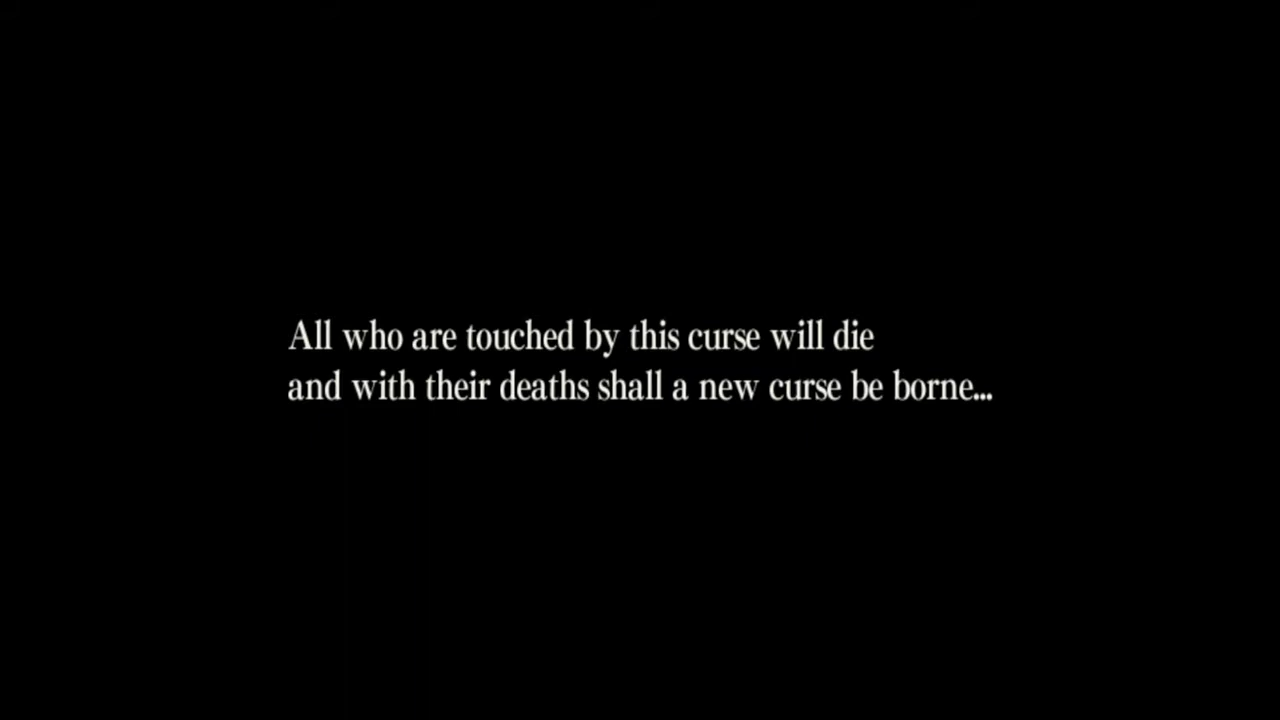 All who are touched by this curse will die
and with their deaths shall a new curse be borne...